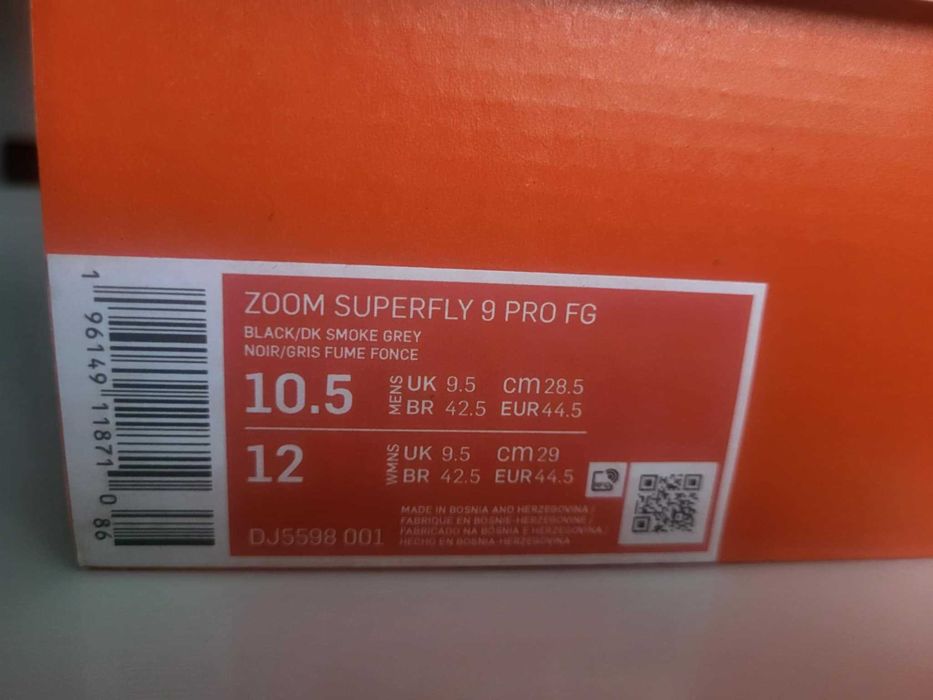 1 96149 11871 0 86
ZOOM SUPERFLY 9 PRO FG
BLACK/DK SMOKE GREY
NOIR/GRIS FUME FONCE
10.5 MENS UK 9.5 cm 28.5
BR 42.5 EUR 44.5
12 WMNS UK 9.5 cm 29
BR 42.5 EUR 44.5
DJ5598 001
MADE IN BOSNIA AND HERZEGOVINA /
FABRIQUE EN BOSNIE-HERZEGOVINE /
FABRICADO NA BOSNIA E HERZEGOVINA /
HECHO EN BOSNIA-HERZEGOVINA